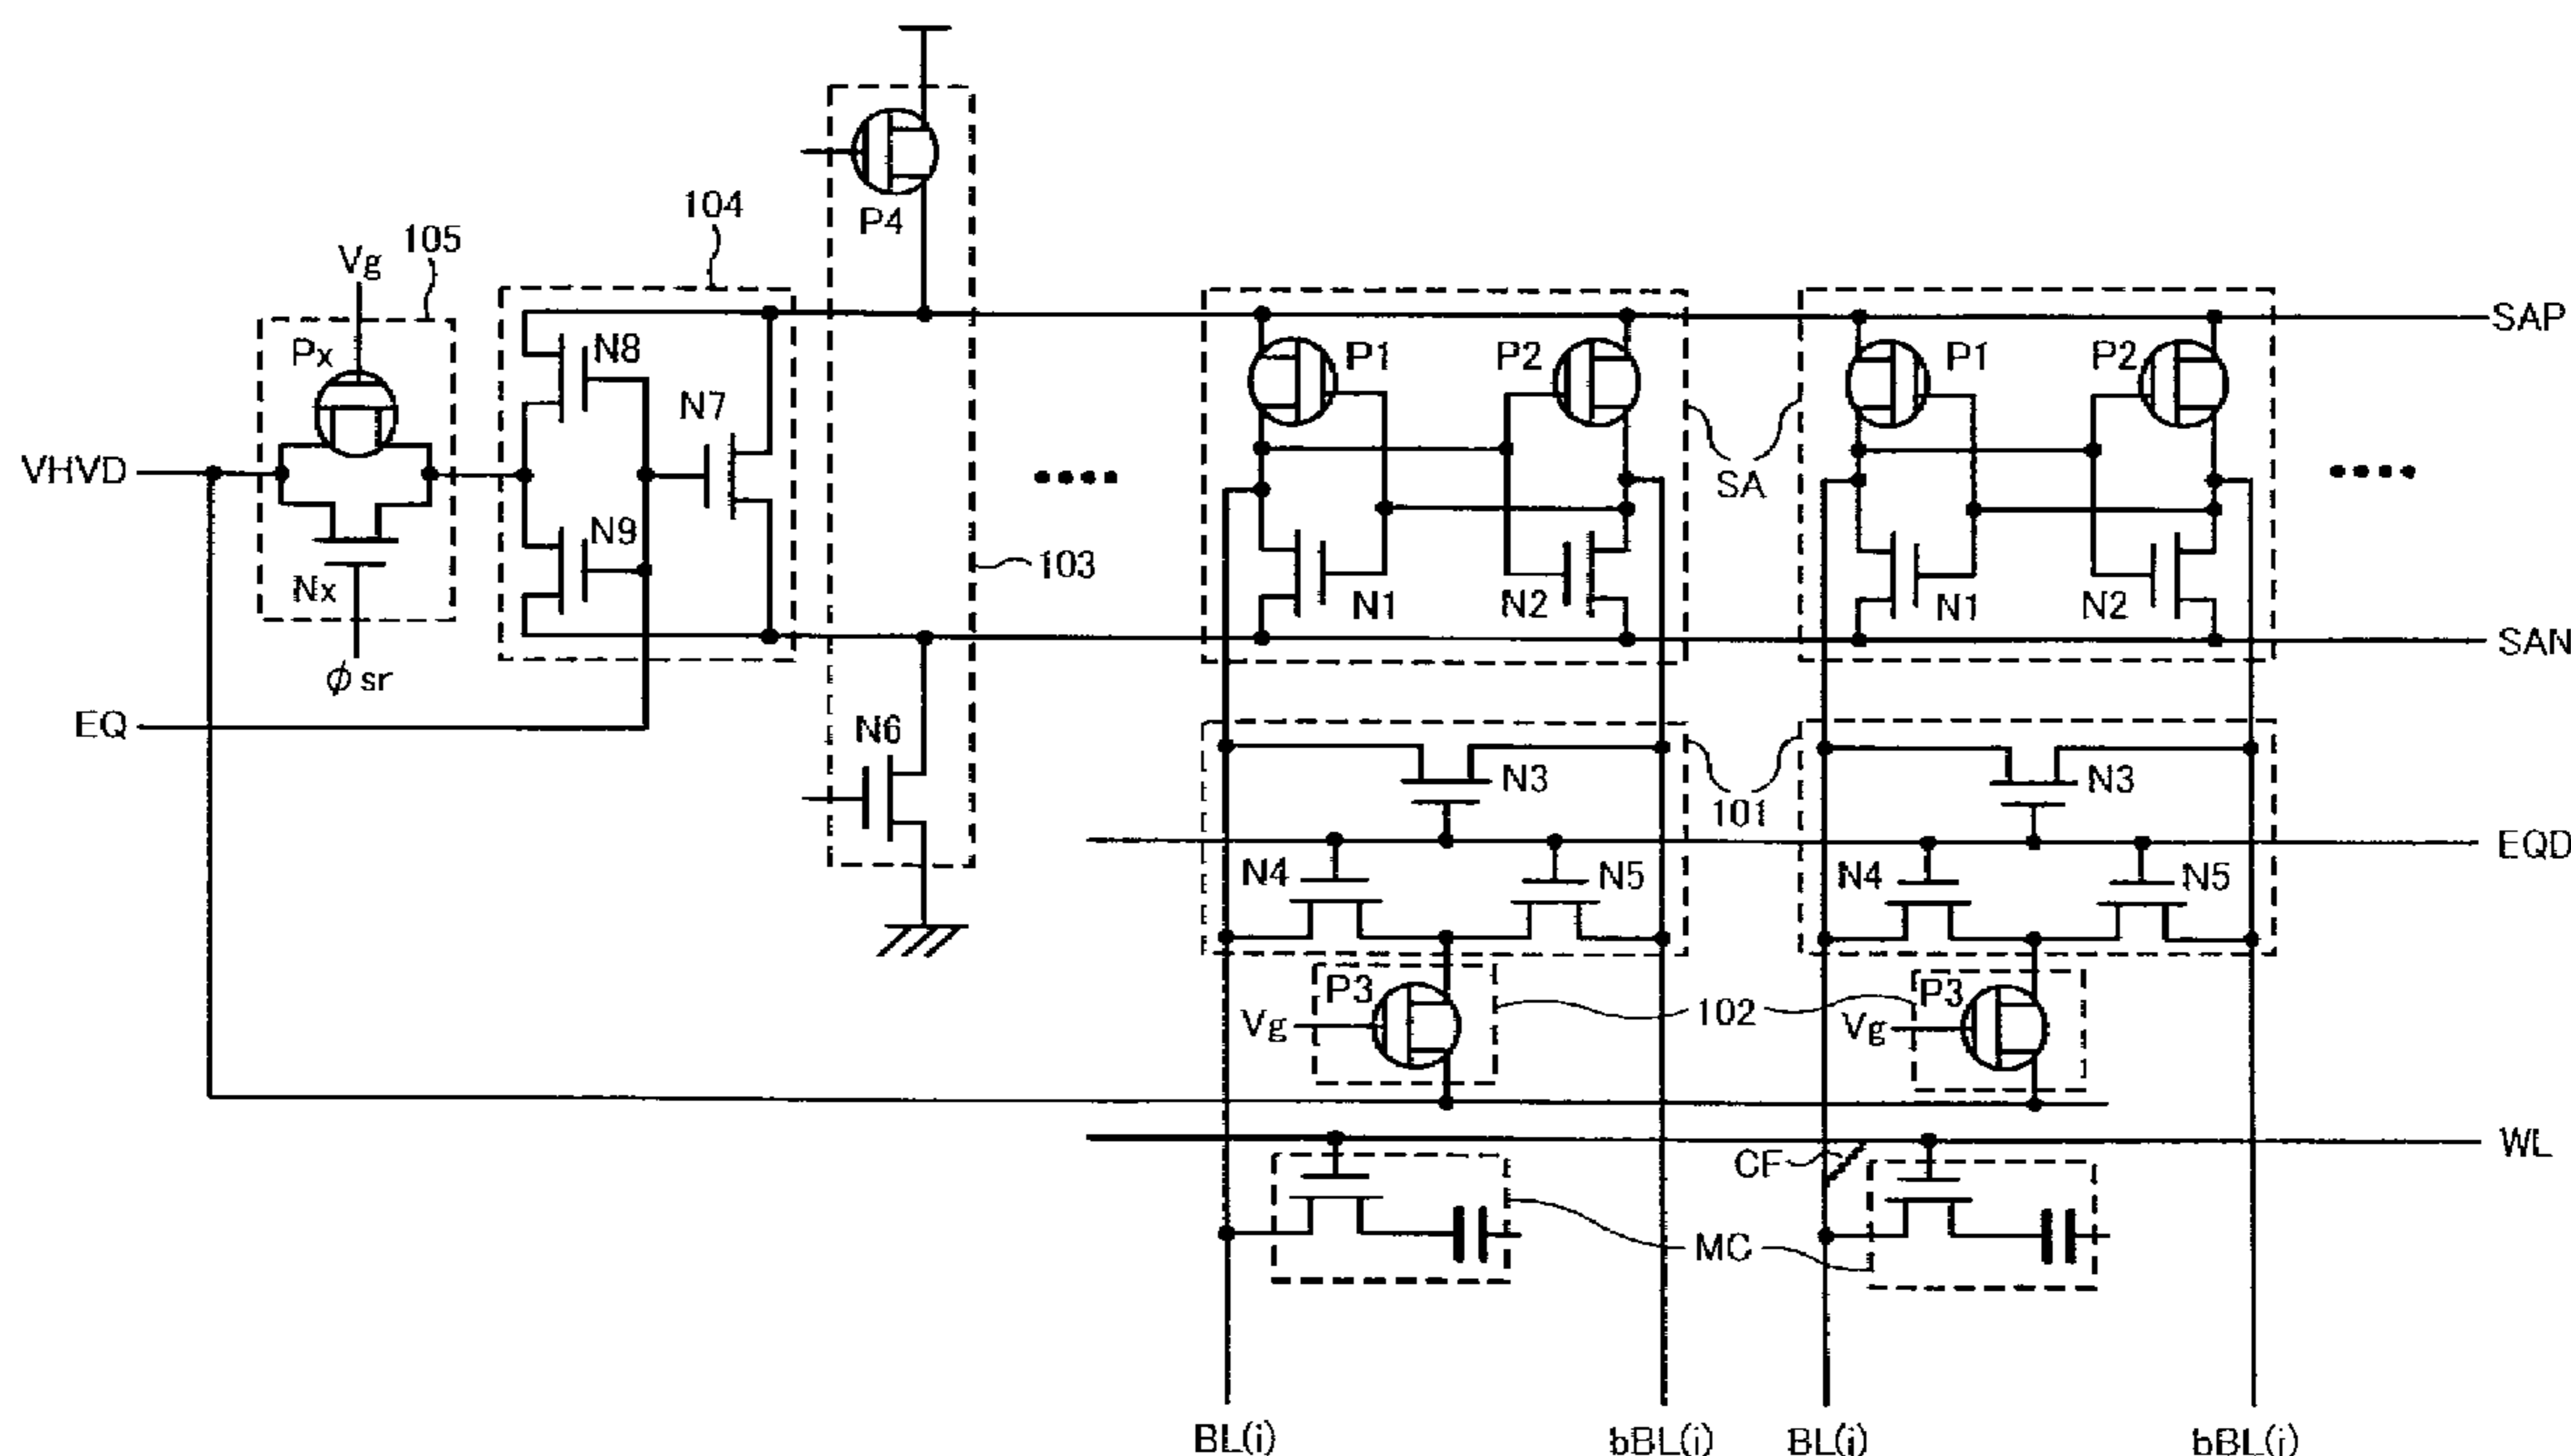 P4
104
105
Vg
Px
N8
N7
VHVD
N9
Nx
φsr
EQ
N6
103
P1
P2
P1
P2
SAP
SA
N1
N2
N1
N2
SAN
N3
101
N3
EQD
N4
N5
N4
N5
P3
Vg
102
P3
Vg
CF
WL
MC
BL(i)
bBL(i)
BL(j)
bBL(j)